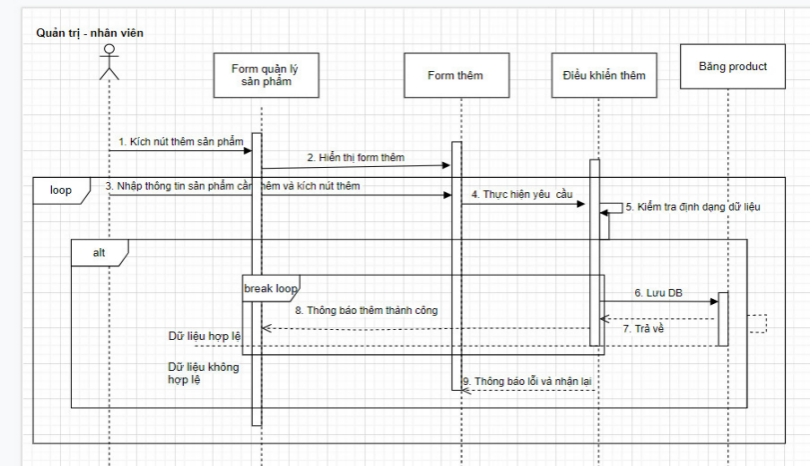 Quản trị - nhân viên
Form quản lý
sản phẩm
Form thêm
Điều khiển thêm
Bảng product
1. Kích nút thêm sản phẩm
2. Hiển thị form thêm
loop
3. Nhập thông tin sản phẩm cần thêm và kích nút thêm
4. Thực hiện yêu cầu
5. Kiểm tra định dạng dữ liệu
alt
break loop
6. Lưu DB
8. Thông báo thêm thành công
7. Trả về
Dữ liệu hợp lệ
Dữ liệu không
hợp lệ
9. Thông báo lỗi và nhân lại